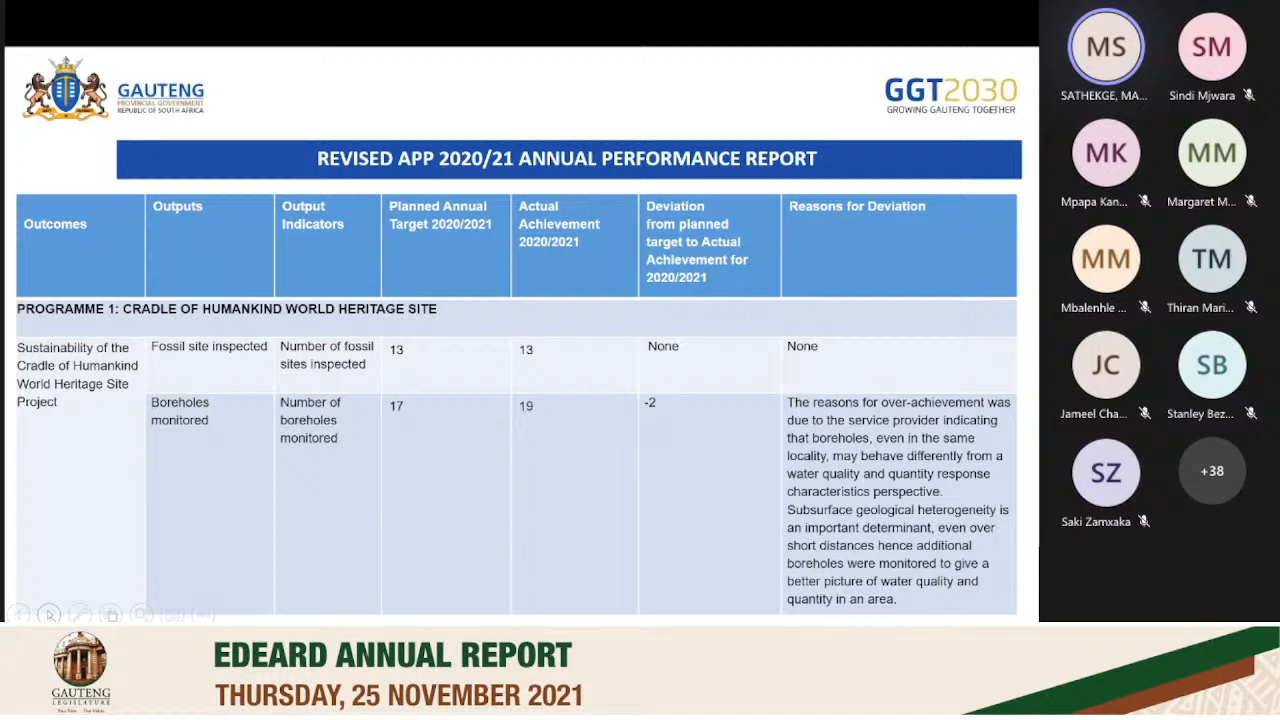 GAUTENG
PROVINCIAL GOVERNMENT
REPUBLIC OF SOUTH AFRICA
GGT2030
GROWING GAUTENG TOGETHER
REVISED APP 2020/21 ANNUAL PERFORMANCE REPORT
Outcomes
Outputs
Output
Indicators
Planned Annual
Target 2020/2021
Actual
Achievement
2020/2021
Deviation
from planned
target to Actual
Achievement for
2020/2021
Reasons for Deviation
PROGRAMME 1: CRADLE OF HUMANKIND WORLD HERITAGE SITE
Sustainability of the
Cradle of Humankind
World Heritage Site
Project
Fossil site inspected
Number of fossil
sites inspected
13
13
None
None
Boreholes
monitored
Number of
boreholes
monitored
17
19
-2
The reasons for over-achievement was
due to the service provider indicating
that boreholes, even in the same
locality, may behave differently from a
water quality and quantity response
characteristics perspective.
Subsurface geological heterogeneity is
an important determinant, even over
short distances hence additional
boreholes were monitored to give a
better picture of water quality and
quantity in an area.
MS
SATHEKGE, MA...
SM
Sindi Mjwara
MK
Mpapa Kan...
MM
Margaret M...
MM
Mbalenhle ...
TM
Thiran Mari...
JC
Jameel Cha...
SB
Stanley Bez...
SZ
Saki Zamxaka
+38
GAUTENG
LEGISLATURE
Your View Our Vision
EDEARD ANNUAL REPORT
THURSDAY, 25 NOVEMBER 2021